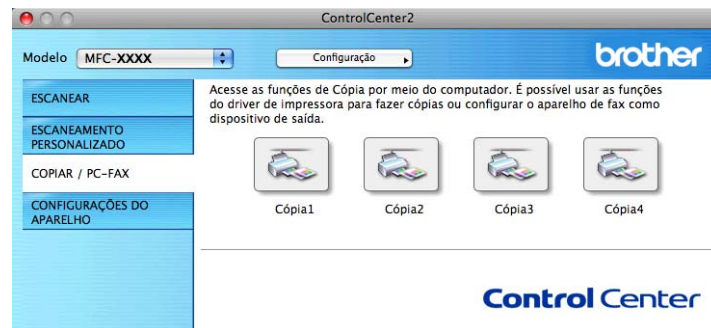 ControlCenter2
Modelo MFC-XXXX Configuração brother
ESCANEAR
ESCANEAMENTO
PERSONALIZADO
COPIAR / PC-FAX
CONFIGURAÇÕES DO
APARELHO
Acesse as funções de Cópia por meio do computador. É possível usar as funções
do driver de impressora para fazer cópias ou configurar o aparelho de fax como
dispositivo de saída.
Cópia1 Cópia2 Cópia3 Cópia4
Control Center